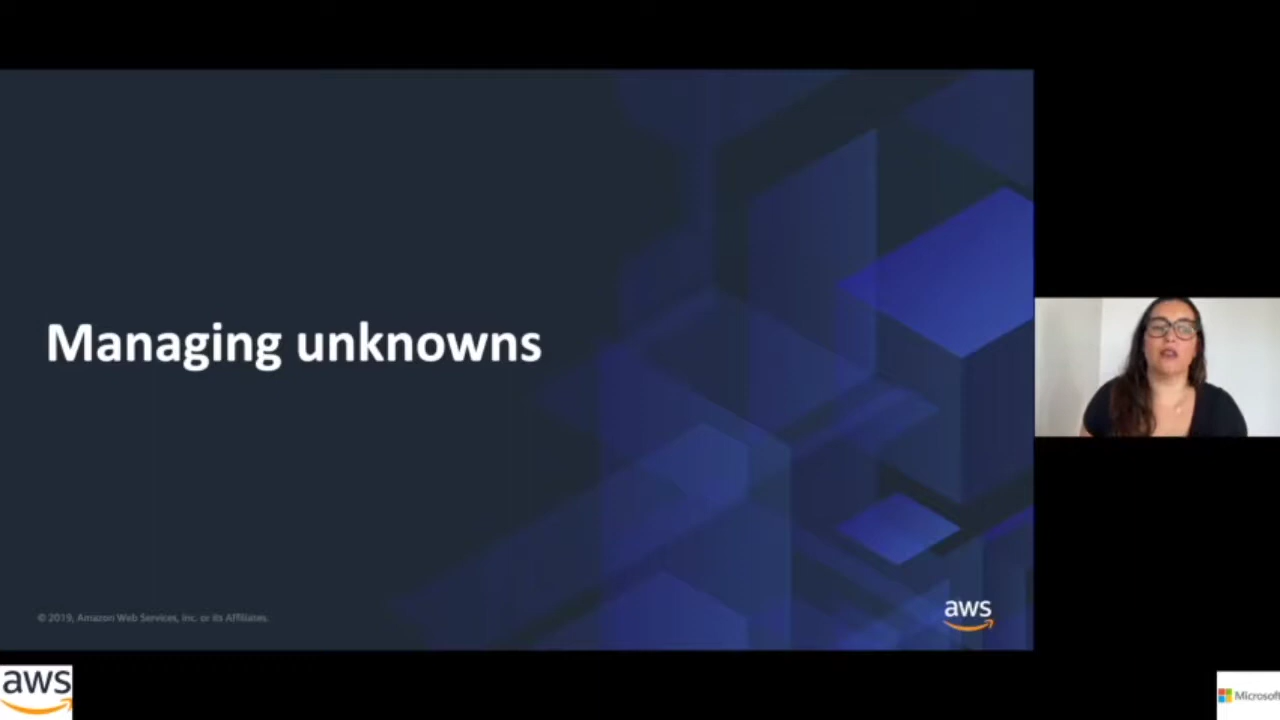 Managing unknowns
© 2019, Amazon Web Services, Inc. or its Affiliates.
aws
aws
Microsoft